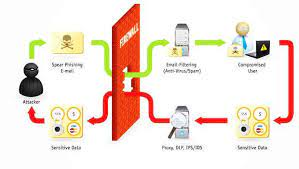 FIREWALL
Spear Phishing
E-mail
Email-Filtering
(Anti-Virus/Spam)
Compromised
User
Attacker
Sensitive Data
Proxy, DLP, IPS/IDS
Sensitive Data